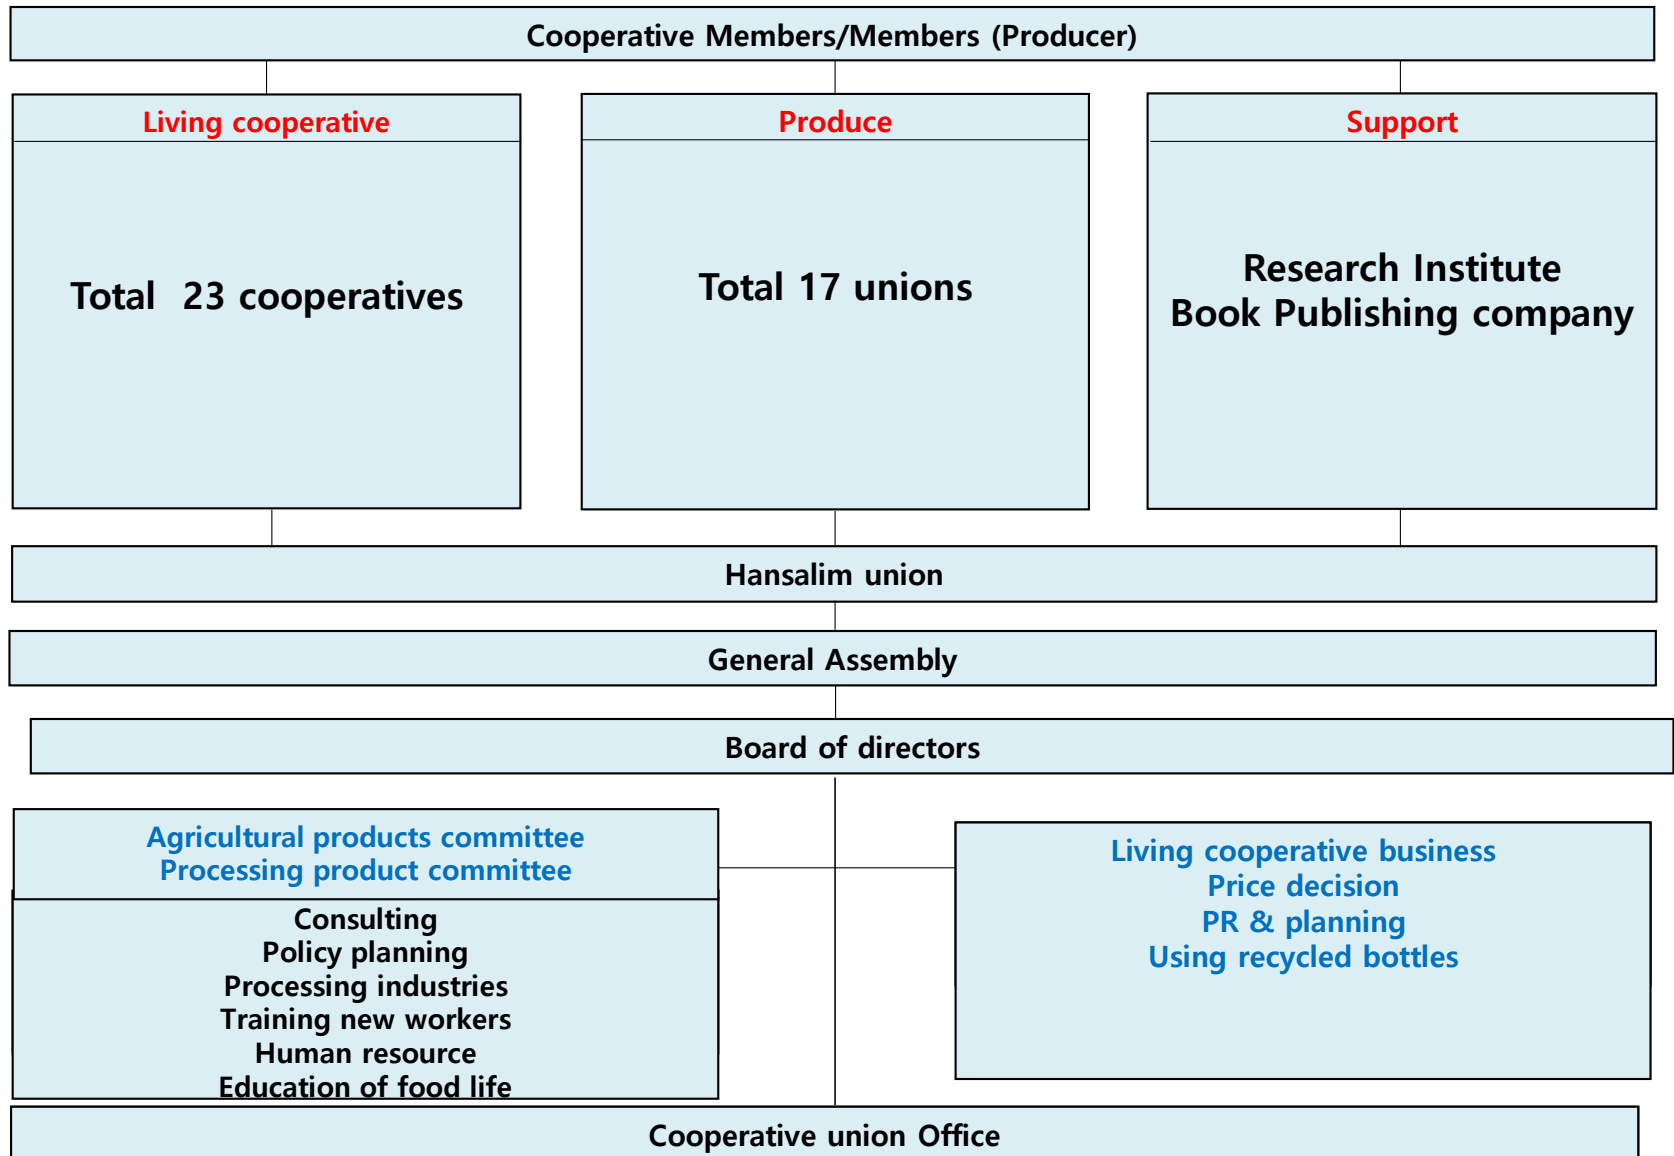 Cooperative Members/Members (Producer)
Living cooperative
Total 23 cooperatives
Produce
Total 17 unions
Support
Research Institute
Book Publishing company
Hansalim union
General Assembly
Board of directors
Agricultural products committee
Processing product committee
Consulting
Policy planning
Processing industries
Training new workers
Human resource
Education of food life
Living cooperative business
Price decision
PR & planning
Using recycled bottles
Cooperative union Office